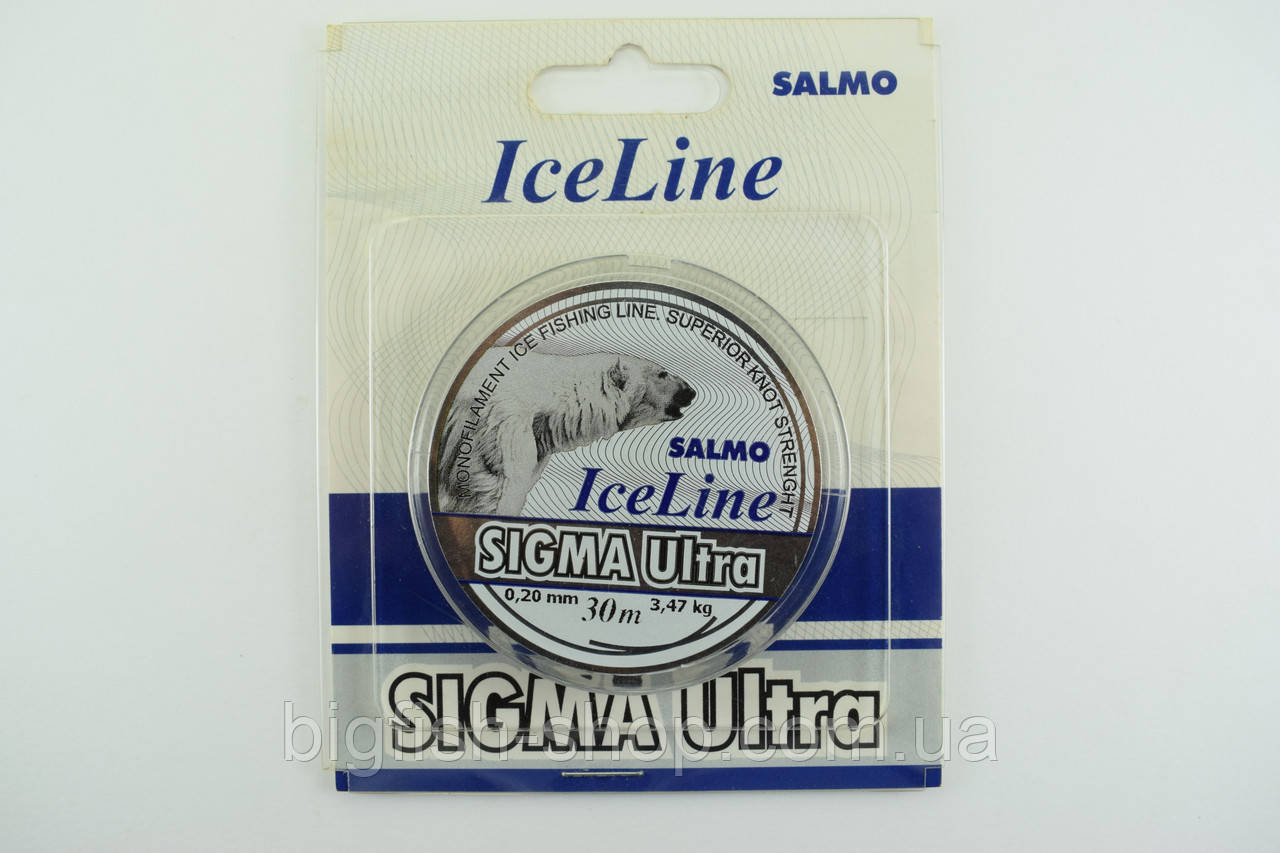 SALMO
IceLine
MONOFILAMENT ICE FISHING LINE. SUPERIOR KNOT STRENGHT
SALMO
IceLine
SIGMA Ultra
0,20 mm 30m 3,47 kg
SIGMA Ultra
bigfish-shop.com.ua